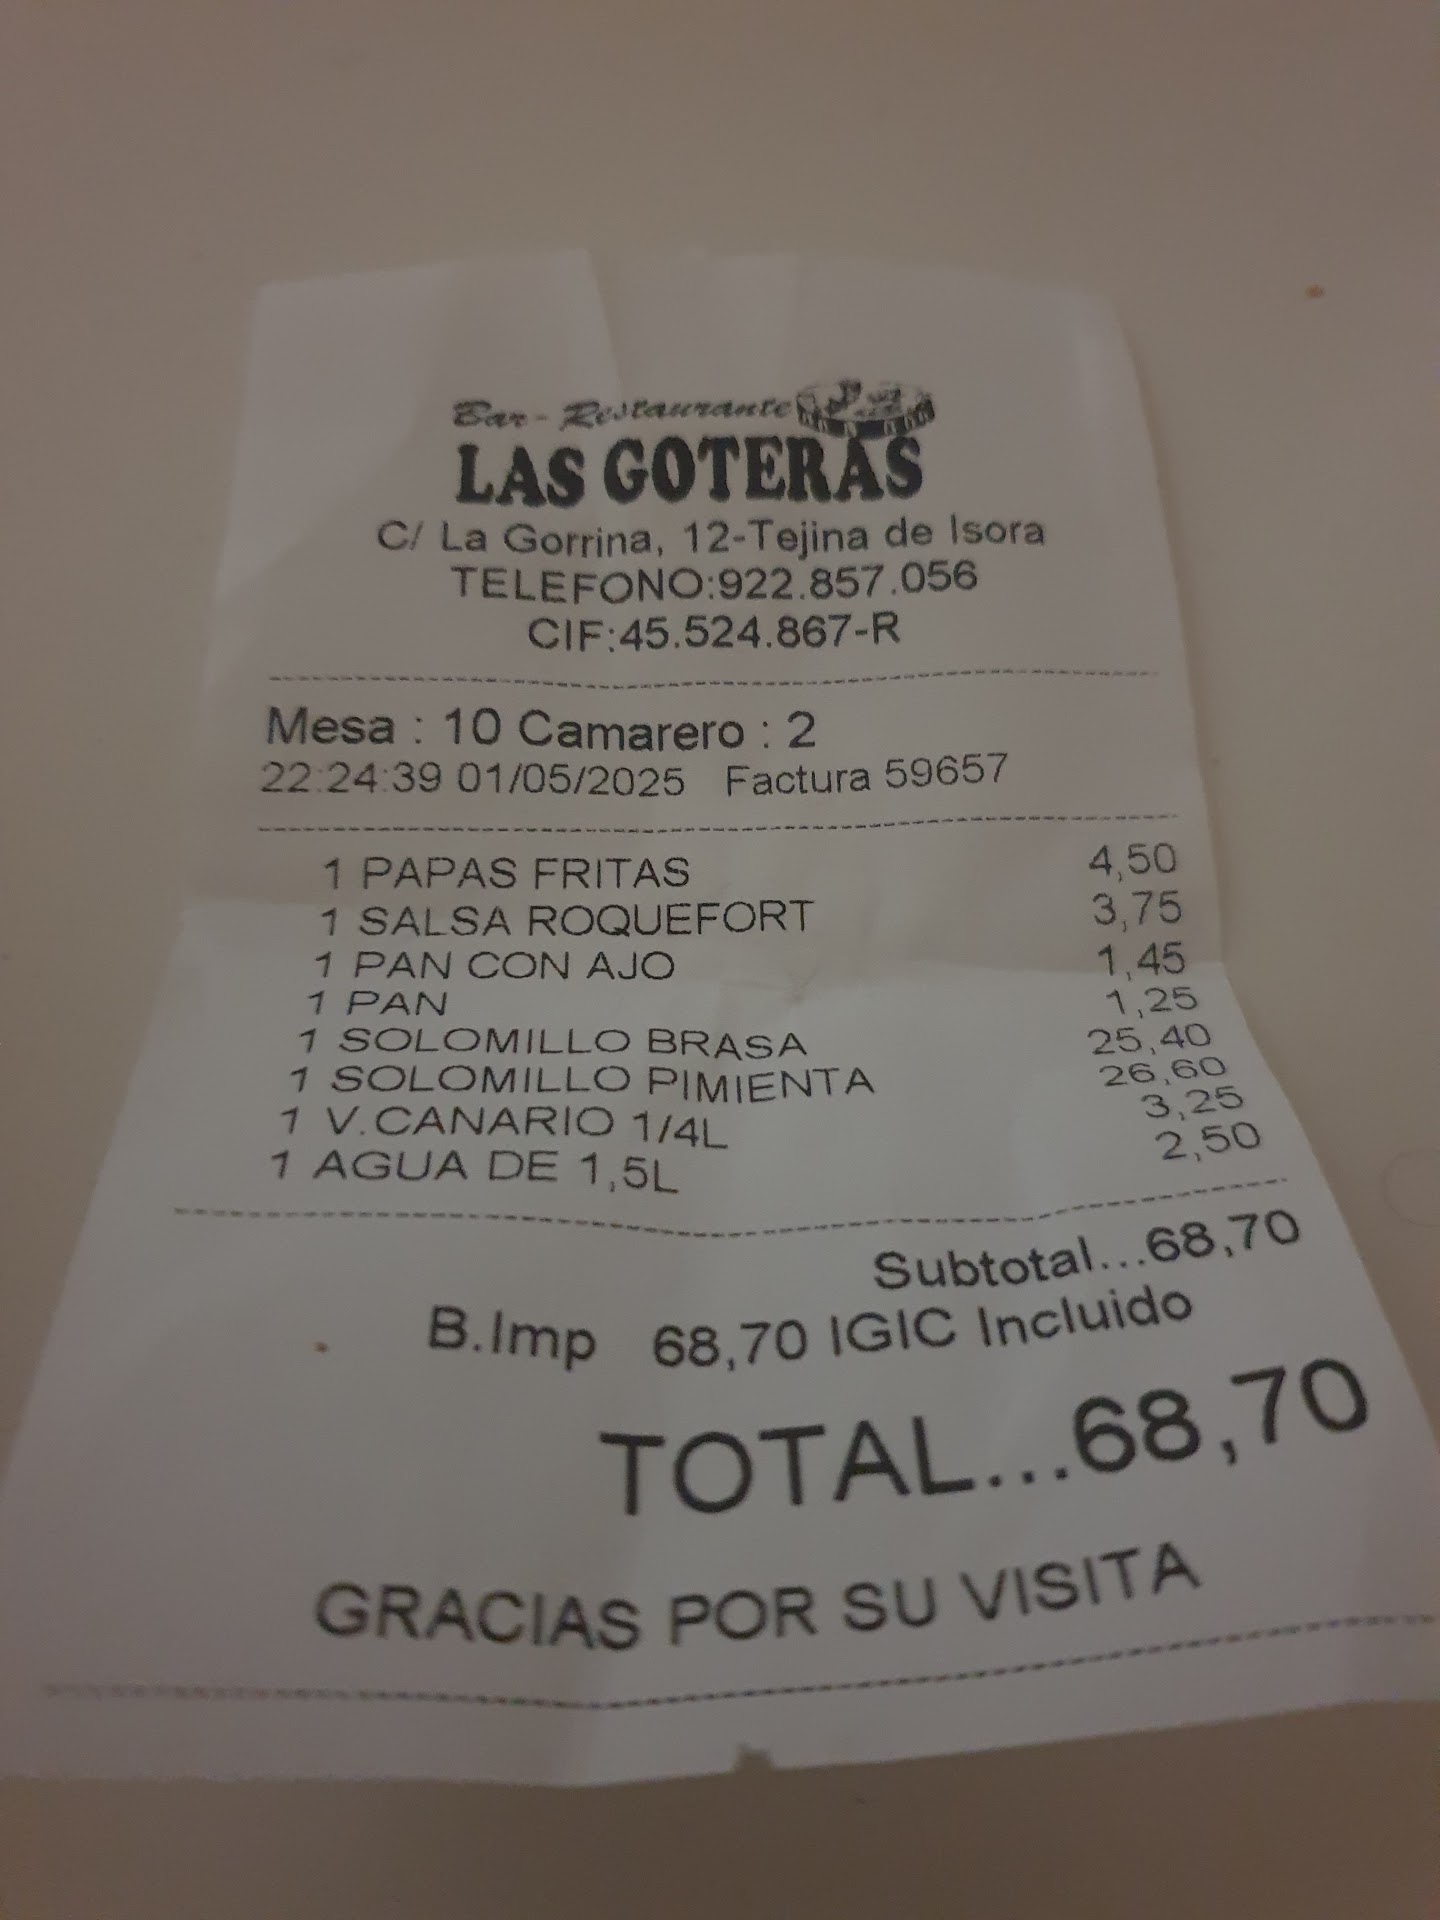 Bar - Restaurante
LAS GOTERAS
C/ La Gorrina, 12-Tejina de Isora
TELEFONO:922.857.056
CIF:45.524.867-R
Mesa : 10 Camarero : 2
22:24:39 01/05/2025 Factura 59657
1 PAPAS FRITAS 4,50
1 SALSA ROQUEFORT 3,75
1 PAN CON AJO 1,45
1 PAN 1,25
1 SOLOMILLO BRASA 25,40
1 SOLOMILLO PIMIENTA 26,60
1 V.CANARIO 1/4L 3,25
1 AGUA DE 1,5L 2,50
Subtotal...68,70
B.Imp 68,70 IGIC Incluido
TOTAL...68,70
GRACIAS POR SU VISITA